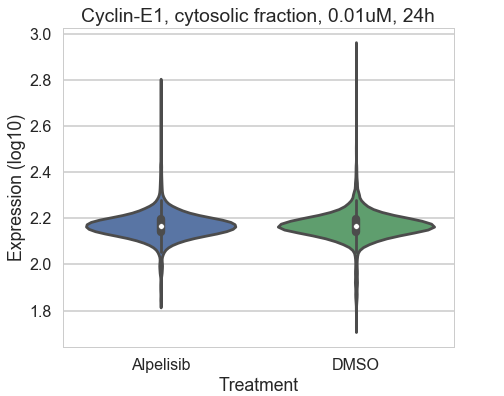 Cyclin-E1, cytosolic fraction, 0.01uM, 24h
3.0
2.8
2.6
2.4
2.2
2.0
1.8
Expression (log10)
Alpelisib DMSO
Treatment